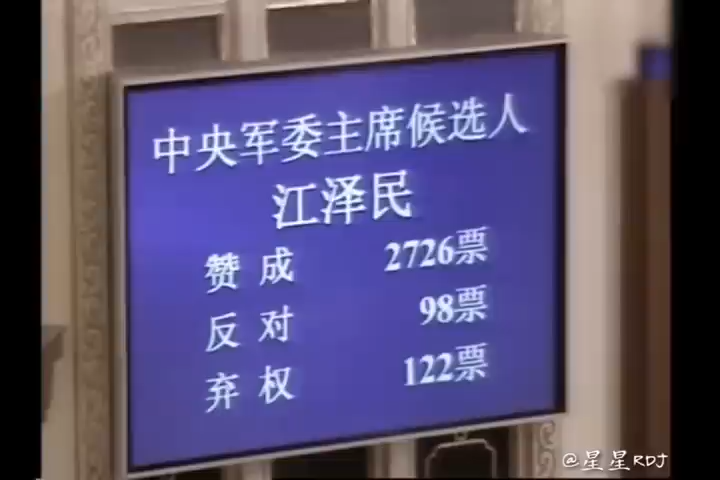 中央军委主席候选人
江泽民
赞成 2726票
反对 98票
弃权 122票
@星星RDJ